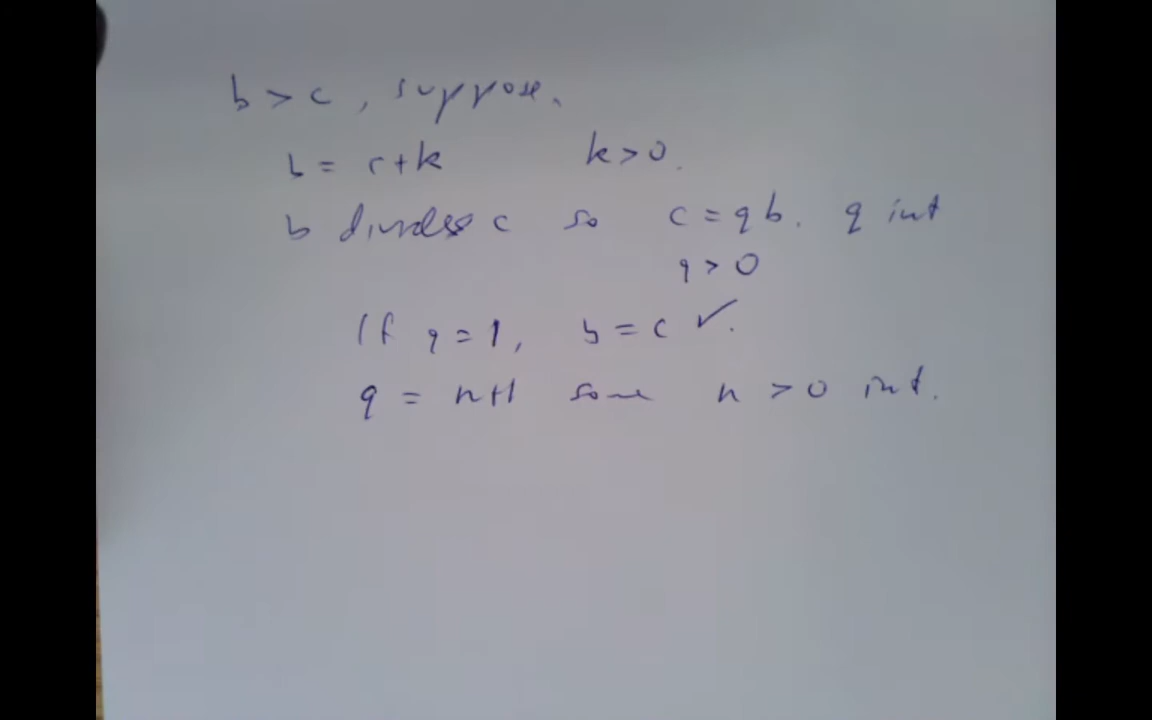 b > c , suppose.
b = c + k k > 0.
b divides c so c = q b. q int
q > 0
If q = 1, b = c ✓.
q = n+1 some n > 0 int.